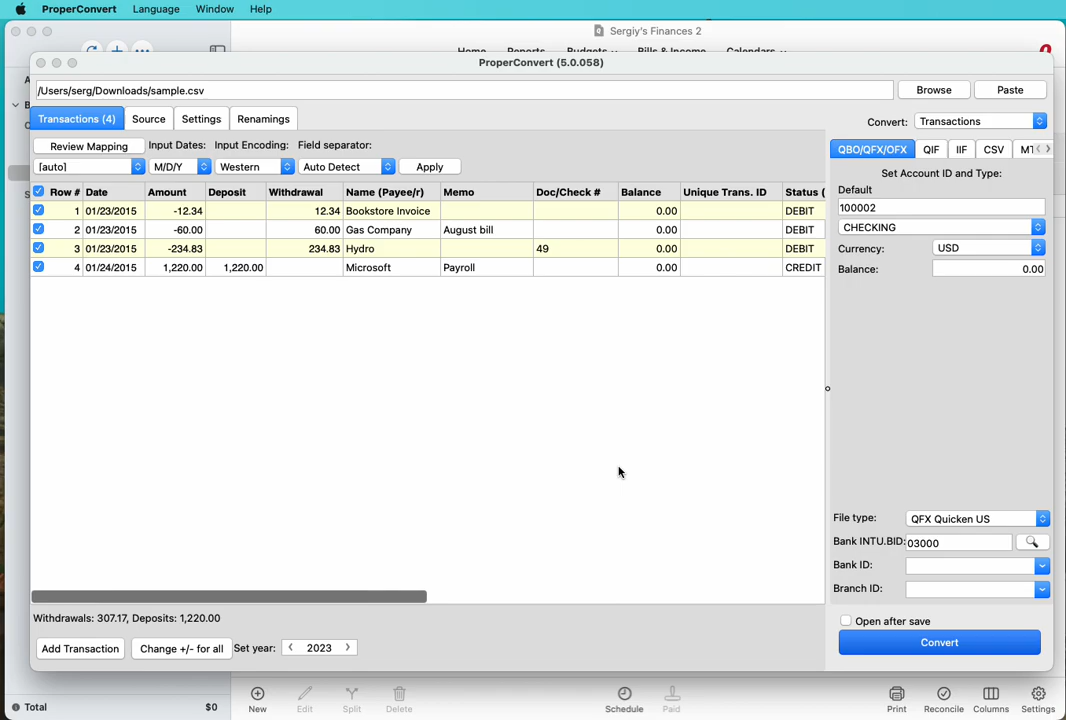 ProperConvert Language Window Help
Sergiy's Finances 2
ProperConvert (5.0.058)
/Users/serg/Downloads/sample.csv Browse Paste
Transactions (4) Source Settings Renamings Convert: Transactions
Review Mapping Input Dates: Input Encoding: Field separator: QBO/QFX/OFX QIF IIF CSV
[auto] M/D/Y Western Auto Detect Apply
Set Account ID and Type:
Default
Row # Date Amount Deposit Withdrawal Name (Payee/r) Memo Doc/Check # Balance Unique Trans. ID Status (
100002
1 01/23/2015 -12.34 12.34 Bookstore Invoice 0.00 DEBIT
CHECKING
2 01/23/2015 -60.00 60.00 Gas Company August bill 0.00 DEBIT
Currency: USD
3 01/23/2015 -234.83 234.83 Hydro 49 0.00 DEBIT
Balance: 0.00
4 01/24/2015 1,220.00 1,220.00 Microsoft Payroll 0.00 CREDIT
File type: QFX Quicken US
Bank INTU.BID: 03000
Bank ID:
Branch ID:
Withdrawals: 307.17, Deposits: 1,220.00
Open after save
Add Transaction Change +/- for all Set year: 2023 Convert
Total $0 New Edit Split Delete Schedule Paid Print Reconcile Columns Settings